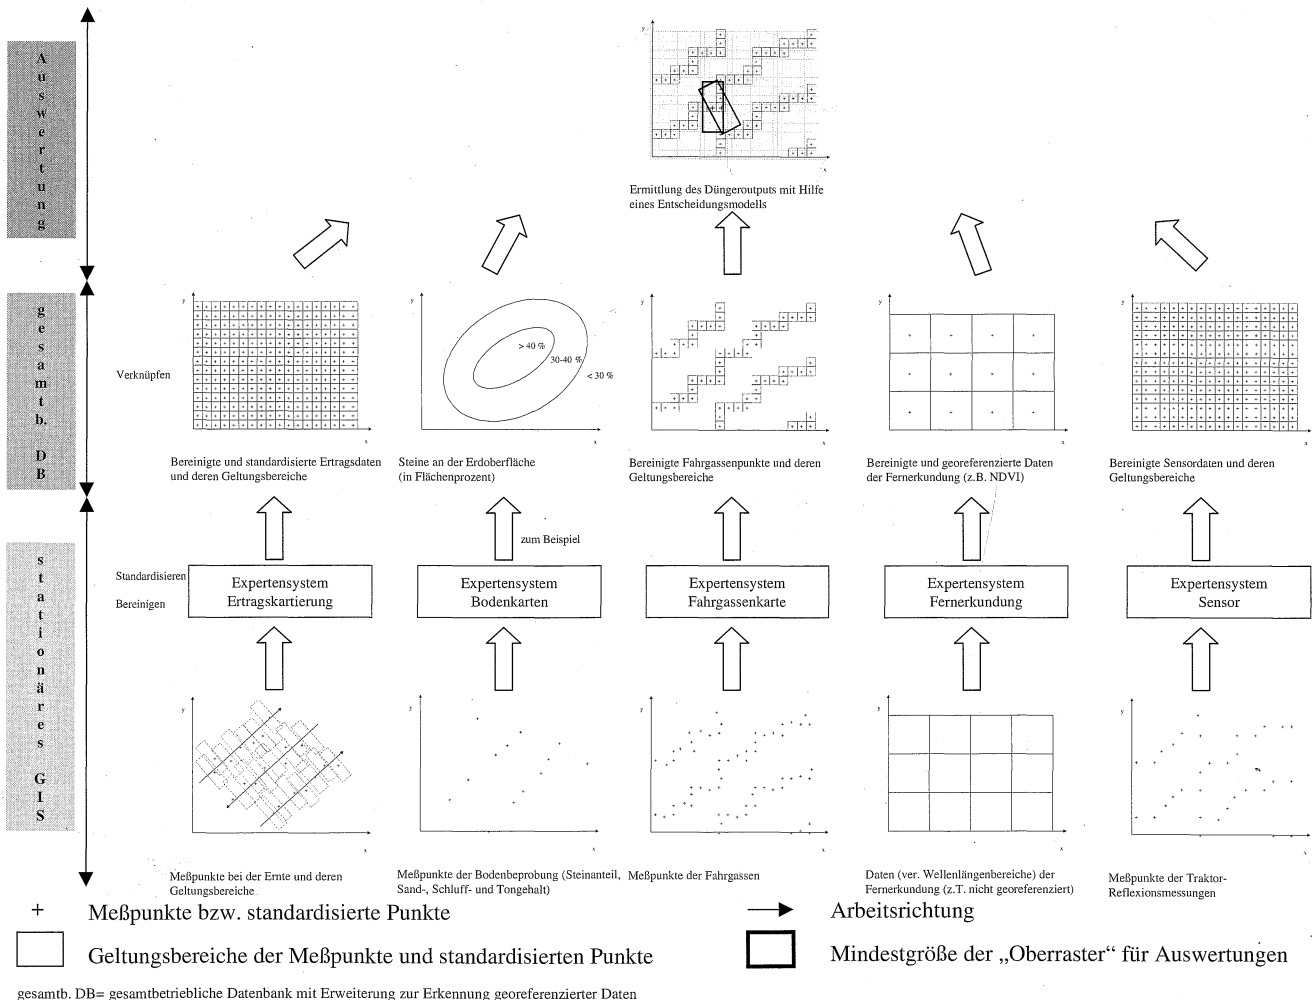 Auswertung
y
x
Ermittlung des Düngeroutputs mit Hilfe
eines Entscheidungsmodells
gesamtb. DB
Verknüpfen
y
x
y
> 40 %
30-40 %
< 30 %
x
y
x
y
x
y
x
Bereinigte und standardisierte Ertragsdaten
und deren Geltungsbereiche
Steine an der Erdoberfläche
(in Flächenprozent)
Bereinigte Fahrgassenpunkte und deren
Geltungsbereiche
Bereinigte und georeferenzierte Daten
der Fernerkundung (z.B. NDVI)
Bereinigte Sensordaten und deren
Geltungsbereiche
zum Beispiel
stationäres GIS
Standardisieren
Bereinigen
Expertensystem
Ertragskartierung
Expertensystem
Bodenkarten
Expertensystem
Fahrgassenkarte
Expertensystem
Fernerkundung
Expertensystem
Sensor
y
x
y
x
y
x
y
x
y
x
Meßpunkte bei der Ernte und deren
Geltungsbereiche
Meßpunkte der Bodenbeprobung (Steinanteil,
Sand-, Schluff- und Tongehalt)
Meßpunkte der Fahrgassen
Daten (ver. Wellenlängenbereiche) der
Fernerkundung (z.T. nicht georeferenziert)
Meßpunkte der Traktor-
Reflexionsmessungen
+ Meßpunkte bzw. standardisierte Punkte
Arbeitsrichtung
Geltungsbereiche der Meßpunkte und standardisierten Punkte
Mindestgröße der „Oberraster“ für Auswertungen
gesamtb. DB= gesamtbetriebliche Datenbank mit Erweiterung zur Erkennung georeferenzierter Daten